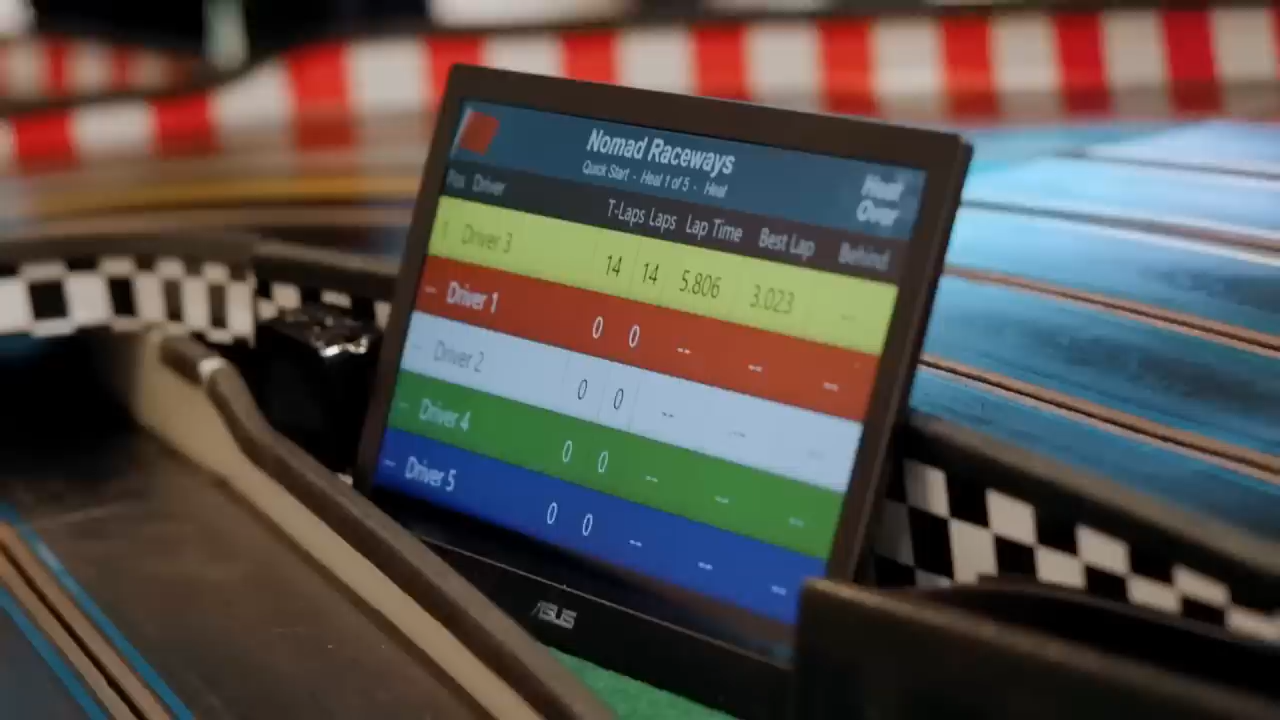 Nomad Raceways
Quick Start - Heat 1 of 5 - Heat
Heat
Over
Pos Driver T-Laps Laps Lap Time Best Lap Behind
1 Driver 3 14 14 5.806 3.023 --
-- Driver 1 0 0 -- -- --
-- Driver 2 0 0 -- -- --
-- Driver 4 0 0 -- -- --
-- Driver 5 0 0 -- -- --
ASUS